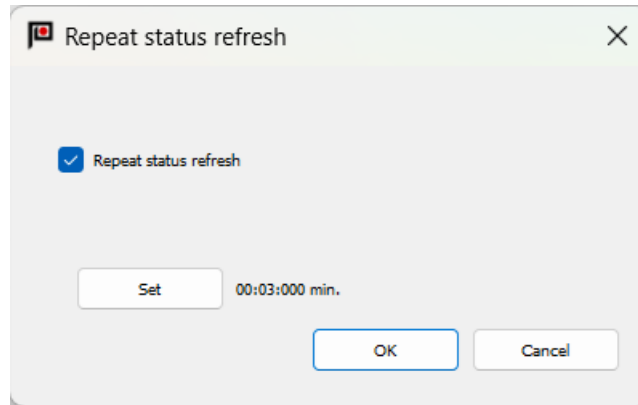 Repeat status refresh
Repeat status refresh
Set 00:03:000 min.
OK Cancel